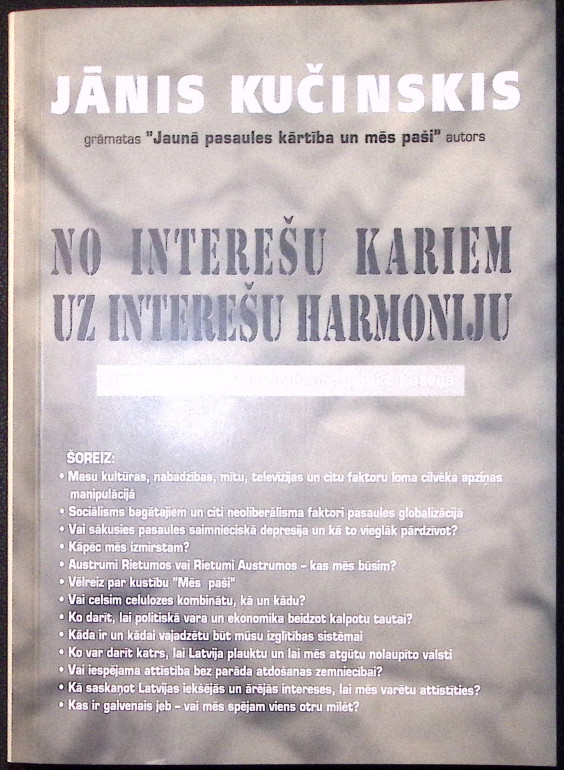 JĀNIS KUČINSKIS
grāmatas "Jaunā pasaules kārtība un mēs paši" autors
NO INTEREŠU KARIEM
UZ INTEREŠU HARMONIJU
Latvijā
ŠOREIZ:
• Masu kultūras, nabadzības, mītu, televīzijas un citu faktoru loma cilvēka apziņas
manipulācijā
• Sociālisms bagātajiem un citi neoliberālisma faktori pasaules globalizācijā
• Vai sākusies pasaules saimnieciskā depresija un kā to vieglāk pārdzīvot?
• Kāpēc mēs izmirstam?
• Austrumi Rietumos vai Rietumi Austrumos – kas mēs būsim?
• Vēlreiz par kustību "Mēs paši"
• Vai celsim celulozes kombinātu, kā un kādu?
• Ko darīt, lai politiskā vara un ekonomika beidzot kalpotu tautai?
• Kāda ir un kādai vajadzētu būt mūsu izglītības sistēmai
• Ko var darīt katrs, lai Latvija plauktu un lai mēs atgūtu nolaupīto valsti
• Vai iespējama attīstība bez parāda atdošanas zemniecībai?
• Kā saskaņot Latvijas iekšējās un ārējās intereses, lai mēs varētu attīstīties?
• Kas ir galvenais jeb – vai mēs spējam viens otru mīlēt?